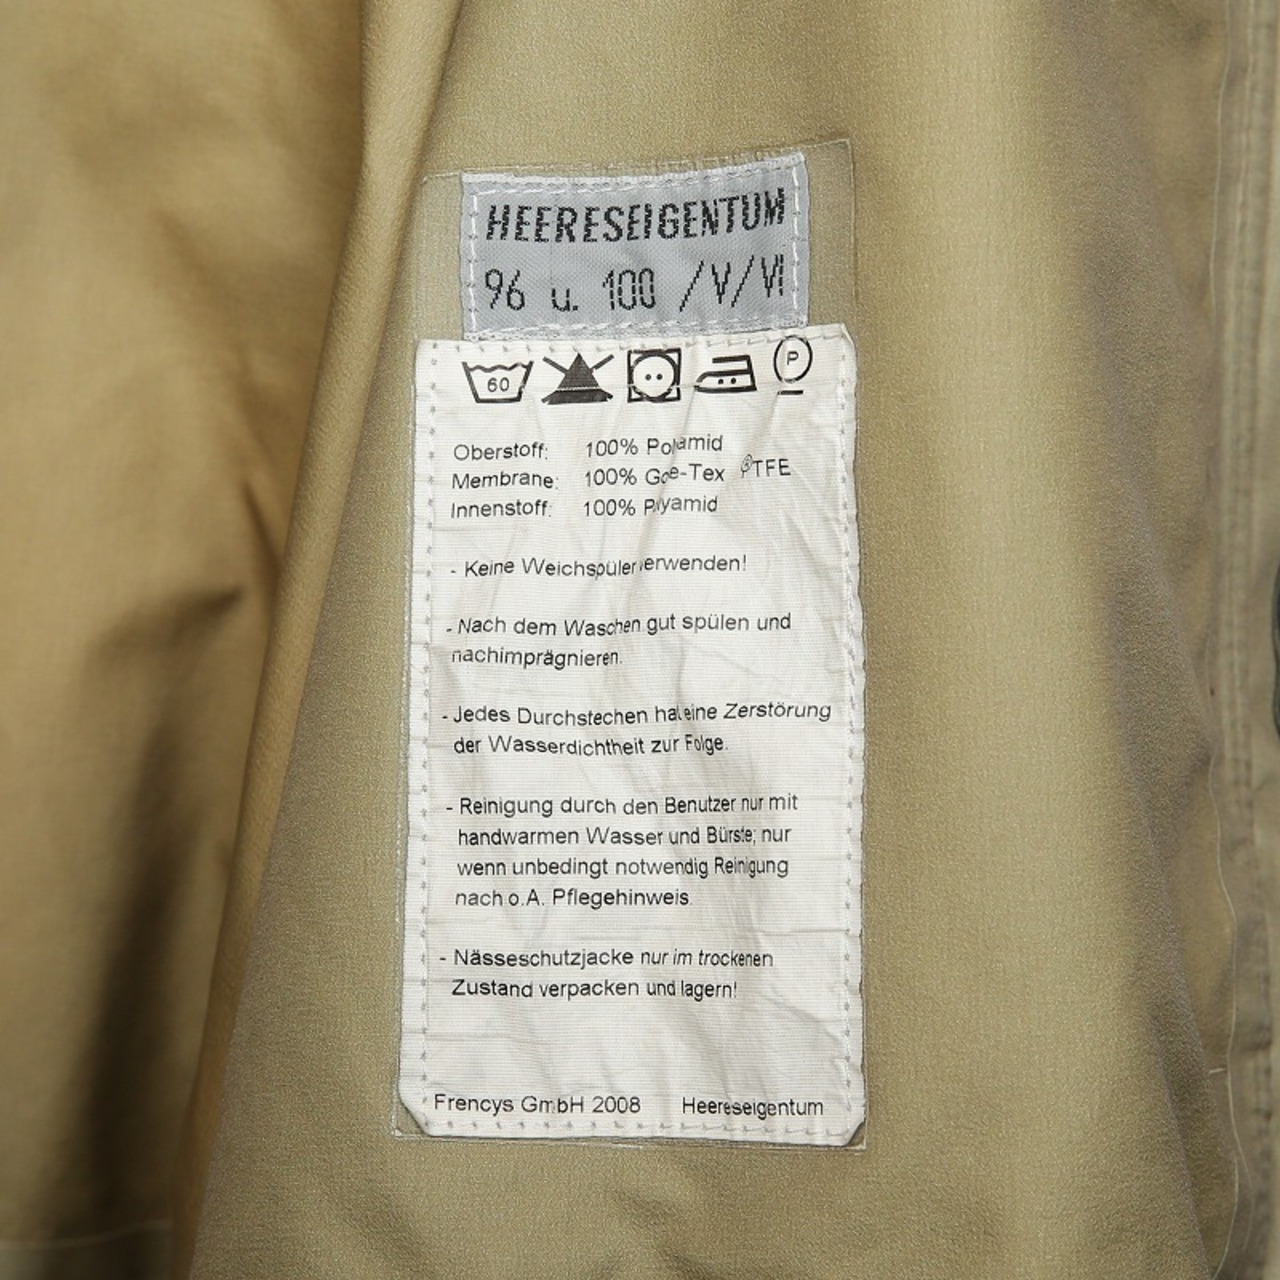 HEERESEIGENTUM
96 u. 100 /V/VI
60 P
Oberstoff: 100% Polyamid
Membrane: 100% Gore-Tex ® PTFE
Innenstoff: 100% Polyamid
- Keine Weichspüler verwenden!
- Nach dem Waschen gut spülen und
nachimprägnieren.
- Jedes Durchstechen hat eine Zerstörung
der Wasserdichtheit zur Folge.
- Reinigung durch den Benutzer nur mit
handwarmen Wasser und Bürste; nur
wenn unbedingt notwendig Reinigung
nach o.A. Pflegehinweis.
- Nässeschutzjacke nur im trockenen
Zustand verpacken und lagern!
Frencys GmbH 2008 Heereseigentum